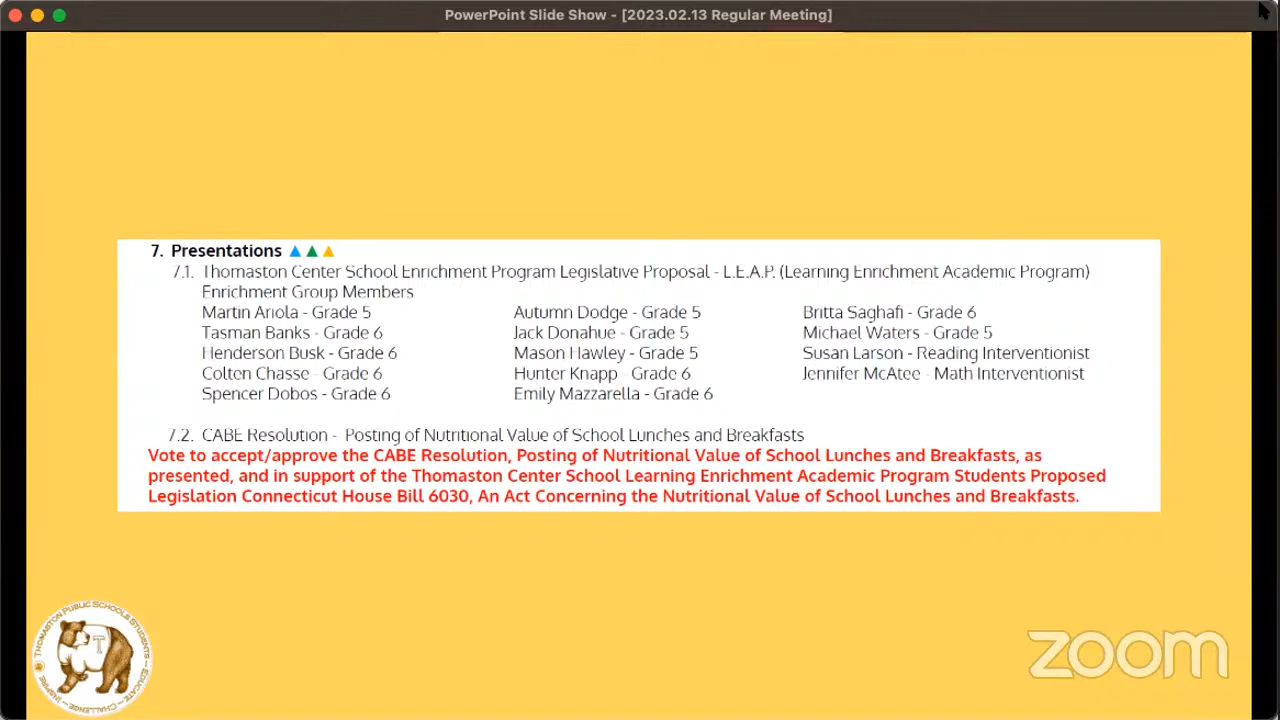 PowerPoint Slide Show - [2023.02.13 Regular Meeting]
7. Presentations
7.1. Thomaston Center School Enrichment Program Legislative Proposal - L.E.A.P. (Learning Enrichment Academic Program)
Enrichment Group Members
Martin Ariola - Grade 5 Autumn Dodge - Grade 5 Britta Saghafi - Grade 6
Tasman Banks - Grade 6 Jack Donahue - Grade 5 Michael Waters - Grade 5
Henderson Busk - Grade 6 Mason Hawley - Grade 5 Susan Larson - Reading Interventionist
Colten Chasse - Grade 6 Hunter Knapp - Grade 6 Jennifer McAtee - Math Interventionist
Spencer Dobos - Grade 6 Emily Mazzarella - Grade 6
7.2. CABE Resolution - Posting of Nutritional Value of School Lunches and Breakfasts
Vote to accept/approve the CABE Resolution, Posting of Nutritional Value of School Lunches and Breakfasts, as
presented, and in support of the Thomaston Center School Learning Enrichment Academic Program Students Proposed
Legislation Connecticut House Bill 6030, An Act Concerning the Nutritional Value of School Lunches and Breakfasts.
THOMASTON PUBLIC SCHOOLS STUDENTS
INSPIRE — CHALLENGE — EDUCATE
T
zoom